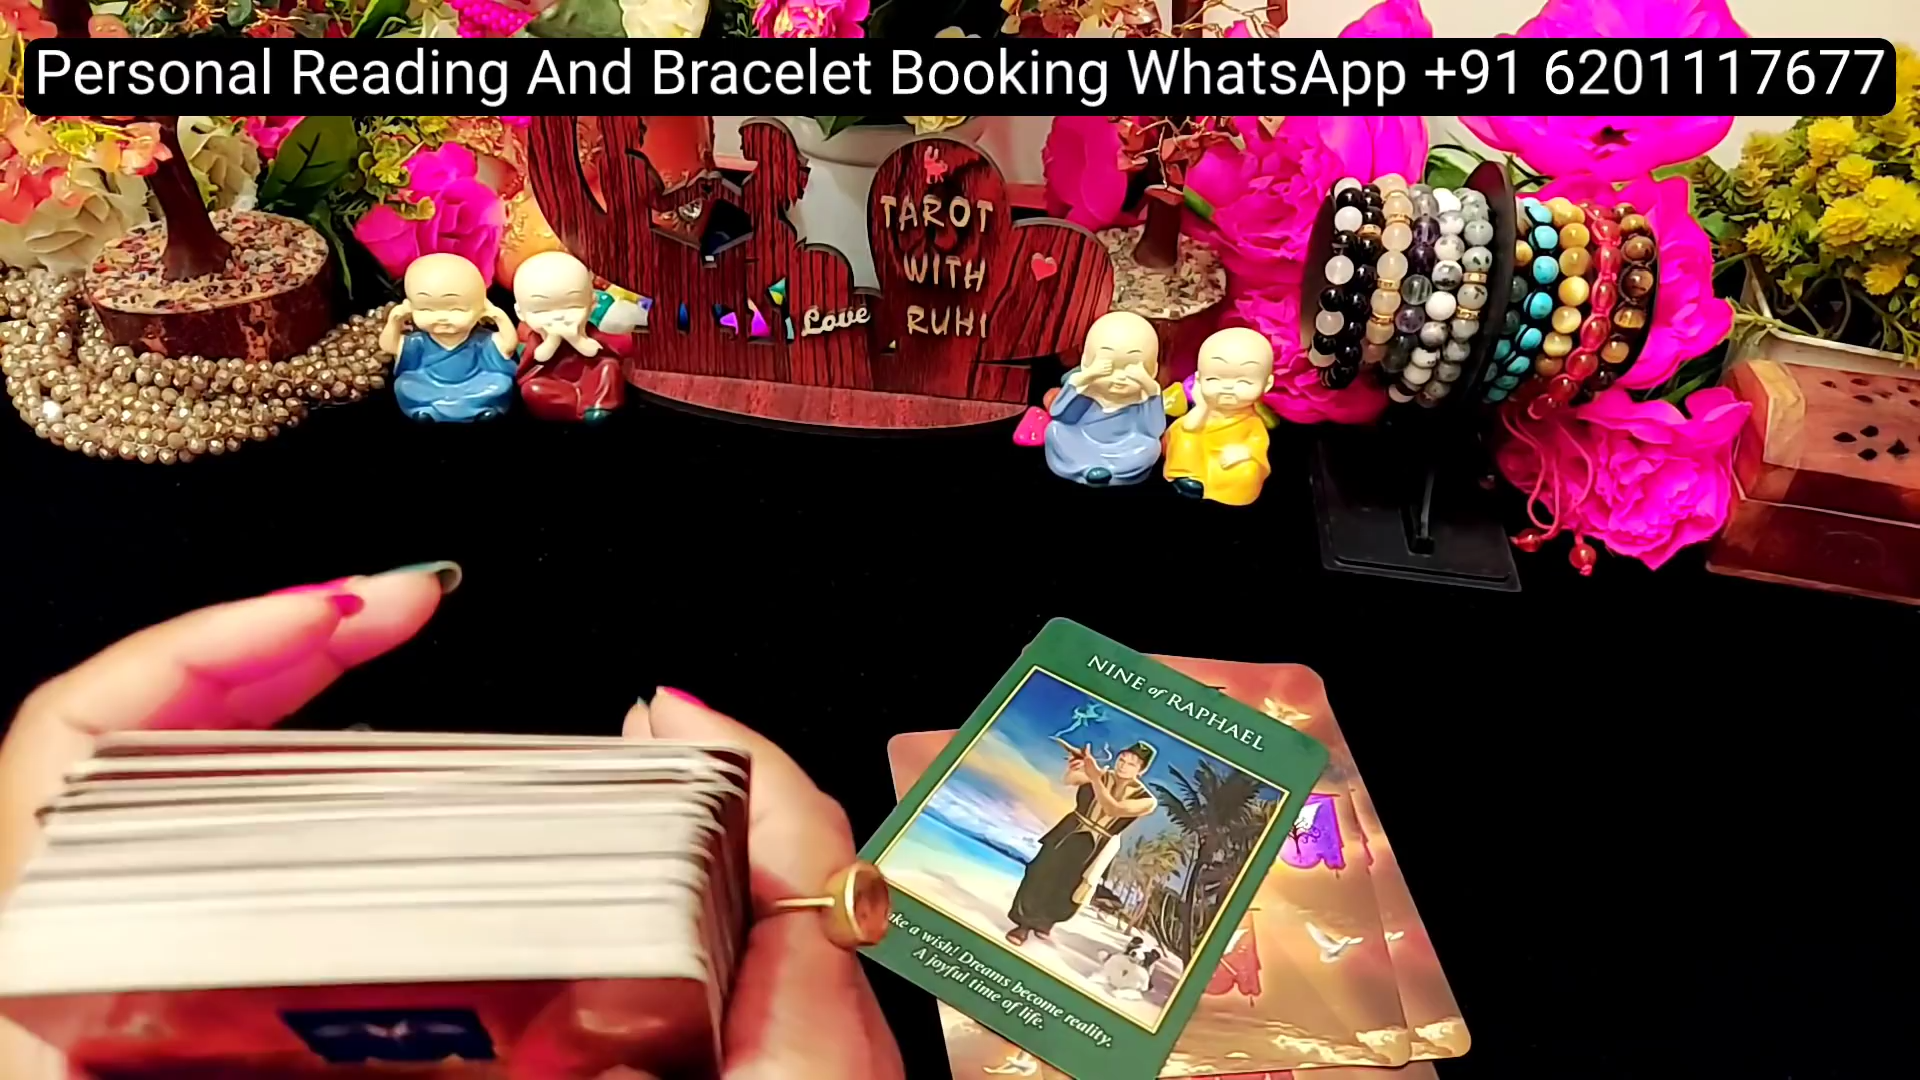 Personal Reading And Bracelet Booking WhatsApp +91 6201117677
TAROT
WITH
RUHI
Love
NINE of RAPHAEL
a wish! Dreams become reality.
A joyful time of life.